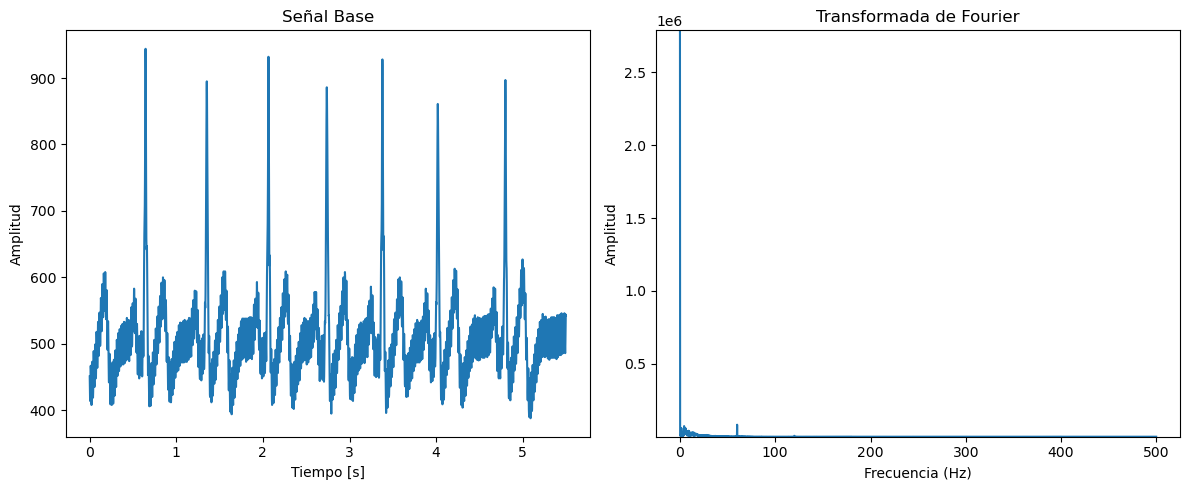 Señal Base
Amplitud
900
800
700
600
500
400
0 1 2 3 4 5
Tiempo [s]
Transformada de Fourier
1e6
Amplitud
2.5
2.0
1.5
1.0
0.5
0 100 200 300 400 500
Frecuencia (Hz)